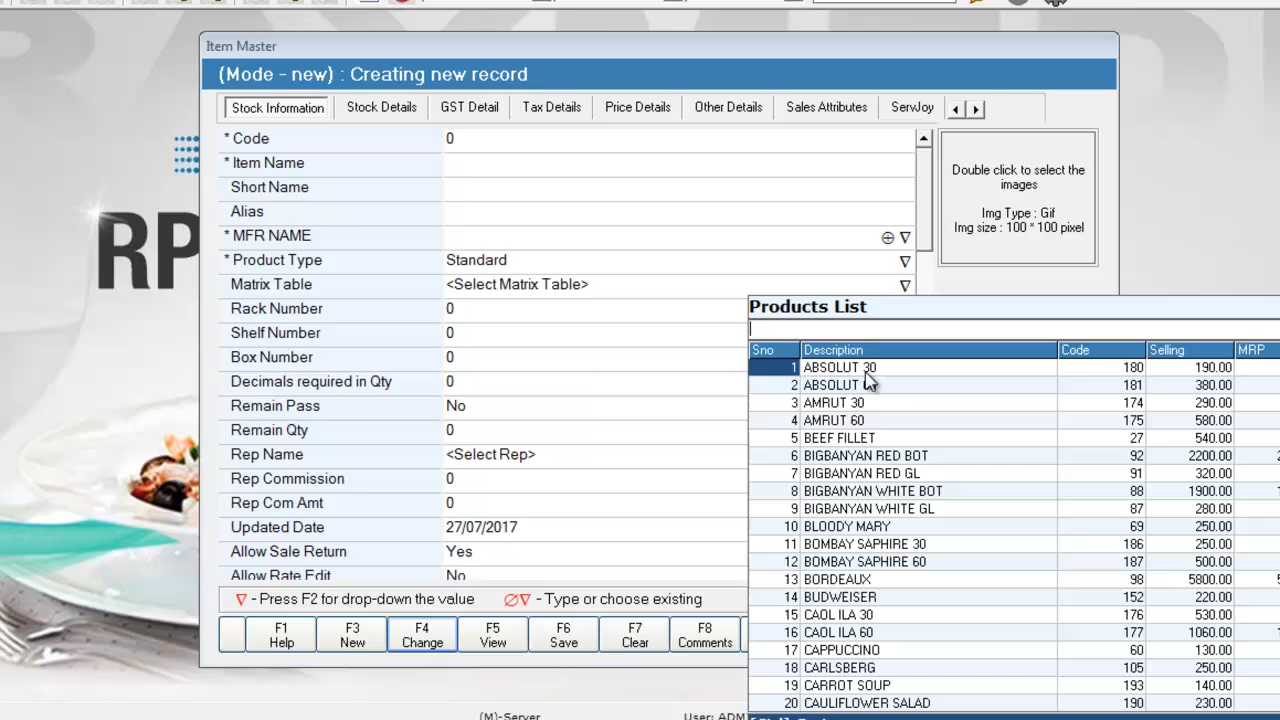 Item Master
(Mode - new) : Creating new record
Stock Information Stock Details GST Detail Tax Details Price Details Other Details Sales Attributes ServJoy
* Code 0
* Item Name
Short Name
Alias
* MFR NAME
* Product Type Standard
Matrix Table <Select Matrix Table>
Rack Number 0
Shelf Number 0
Box Number 0
Decimals required in Qty 0
Remain Pass No
Remain Qty 0
Rep Name <Select Rep>
Rep Commission 0
Rep Com Amt 0
Updated Date 27/07/2017
Allow Sale Return Yes
Allow Rate Edit No
Double click to select the
images
Img Type : Gif
Img size : 100 * 100 pixel
RP
Products List
Sno Description Code Selling MRP
1 ABSOLUT 30 180 190.00
2 ABSOLUT 181 380.00
3 AMRUT 30 174 290.00
4 AMRUT 60 175 580.00
5 BEEF FILLET 27 540.00
6 BIGBANYAN RED BOT 92 2200.00
7 BIGBANYAN RED GL 91 320.00
8 BIGBANYAN WHITE BOT 88 1900.00
9 BIGBANYAN WHITE GL 87 280.00
10 BLOODY MARY 69 250.00
11 BOMBAY SAPHIRE 30 186 250.00
12 BOMBAY SAPHIRE 60 187 500.00
13 BORDEAUX 98 5800.00
14 BUDWEISER 152 220.00
15 CAOL ILA 30 176 530.00
16 CAOL ILA 60 177 1060.00
17 CAPPUCCINO 60 130.00
18 CARLSBERG 105 250.00
19 CARROT SOUP 193 140.00
20 CAULIFLOWER SALAD 191 230.00
∇ - Press F2 for drop-down the value ∅∇ - Type or choose existing
F1 Help F3 New F4 Change F5 View F6 Save F7 Clear F8 Comments
(M)-Server User: ADM